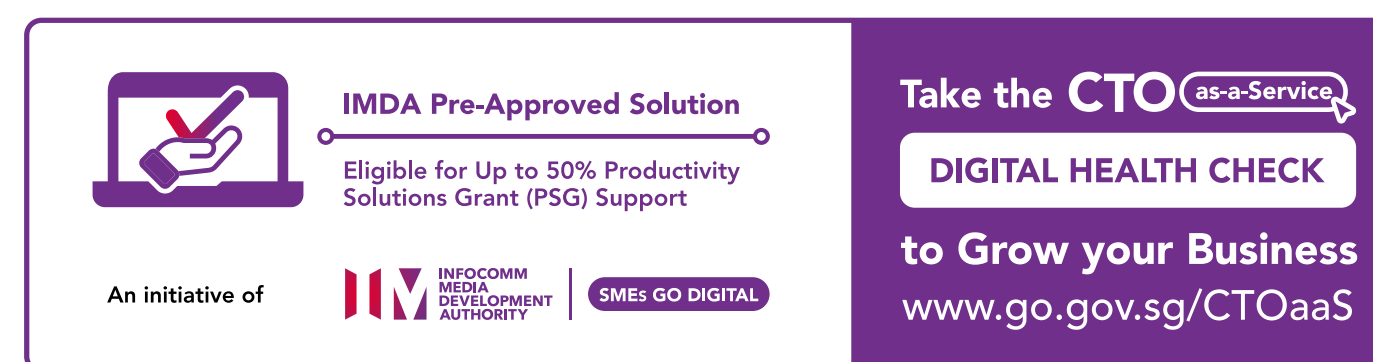 IMDA Pre-Approved Solution
Eligible for Up to 50% Productivity
Solutions Grant (PSG) Support
An initiative of
INFOCOMM
MEDIA
DEVELOPMENT
AUTHORITY
SMEs GO DIGITAL
Take the CTO as-a-Service
DIGITAL HEALTH CHECK
to Grow your Business
www.go.gov.sg/CTOaaS